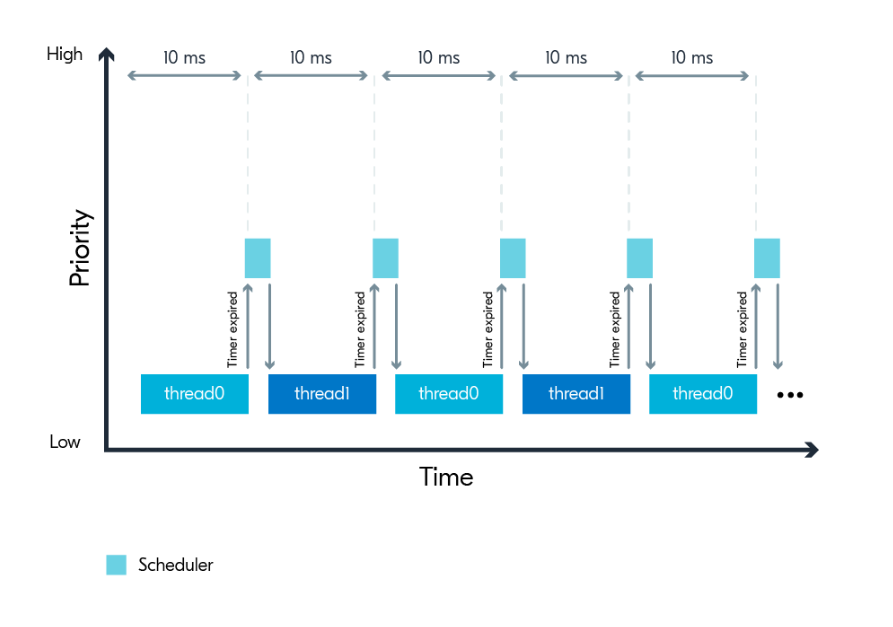 High
10 ms
10 ms
10 ms
10 ms
10 ms
Priority
Timer expired
Timer expired
Timer expired
Timer expired
Timer expired
thread0
thread1
thread0
thread1
thread0
Low
Time
Scheduler